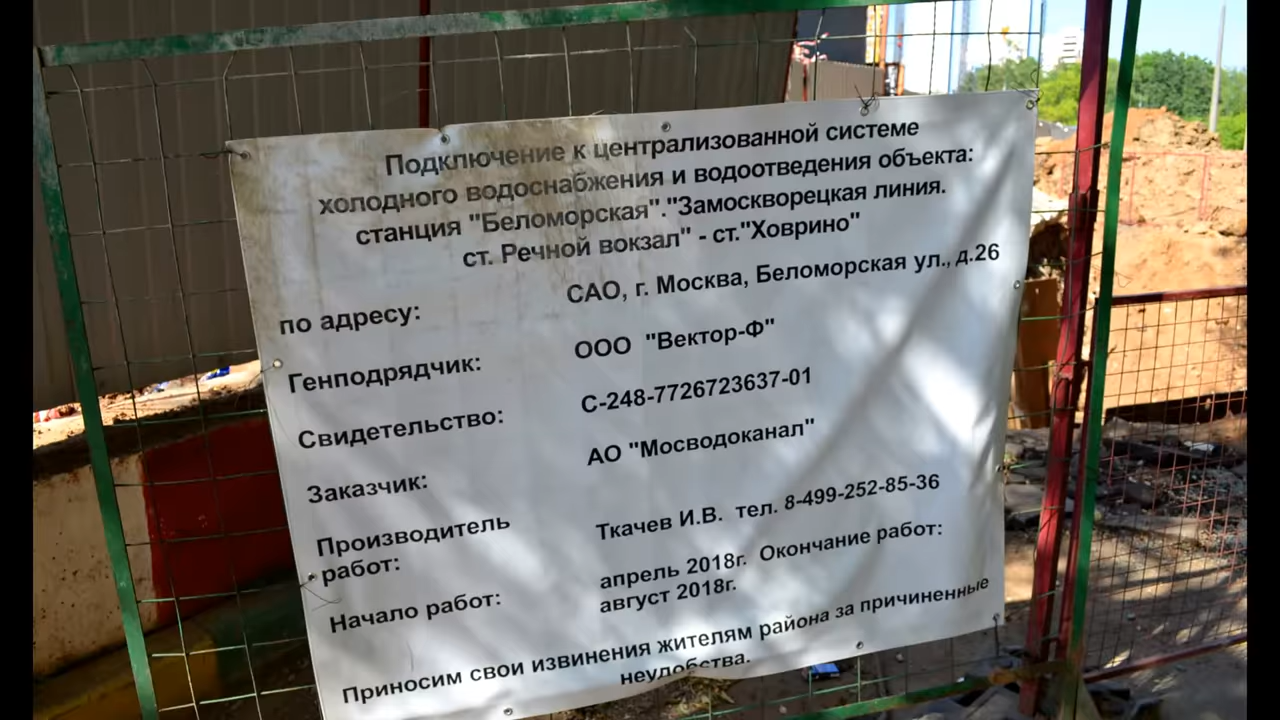 Подключение к централизованной системе
холодного водоснабжения и водоотведения объекта:
станция "Беломорская"."Замоскворецкая линия.
ст. Речной вокзал" - ст."Ховрино"
по адресу: САО, г. Москва, Беломорская ул., д.26
Генподрядчик: ООО "Вектор-Ф"
Свидетельство: С-248-7726723637-01
Заказчик: АО "Мосводоканал"
Производитель
работ: Ткачев И.В. тел. 8-499-252-85-36
Начало работ: апрель 2018г. Окончание работ:
август 2018г.
Приносим свои извинения жителям района за причиненные
неудобства.